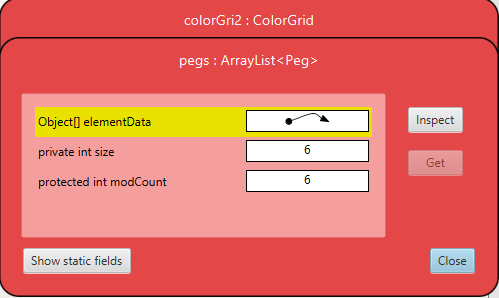 colorGri2 : ColorGrid
pegs : ArrayList<Peg>
Object[] elementData
Inspect
private int size 6
Get
protected int modCount 6
Show static fields
Close